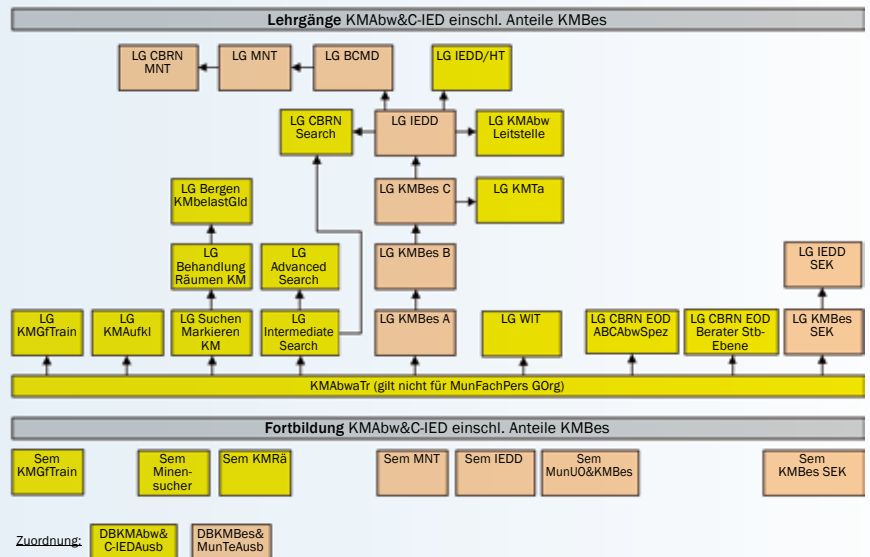 Lehrgänge KMAbw&C-IED einschl. Anteile KMBes
LG CBRN
MNT
LG MNT
LG BCMD
LG IEDD/HT
LG CBRN
Search
LG IEDD
LG KMAbw
Leitstelle
LG Bergen
KMbelastGld
LG KMBes C
LG KMTa
LG
Behandlung
Räumen KM
LG
Advanced
Search
LG KMBes B
LG IEDD
SEK
LG
KMGfTrain
LG
KMAufkl
LG Suchen
Markieren
KM
LG
Intermediate
Search
LG KMBes A
LG WIT
LG CBRN EOD
ABCAbwSpez
LG CBRN EOD
Berater Stb-
Ebene
LG KMBes
SEK
KMAbwaTr (gilt nicht für MunFachPers GOrg)
Fortbildung KMAbw&C-IED einschl. Anteile KMBes
Sem
KMGfTrain
Sem
Minen-
sucher
Sem KMRä
Sem MNT
Sem IEDD
Sem
MunUO&KMBes
Sem
KMBes SEK
Zuordnung:
DBKMAbw&
C-IEDAusb
DBKMBes&
MunTeAusb